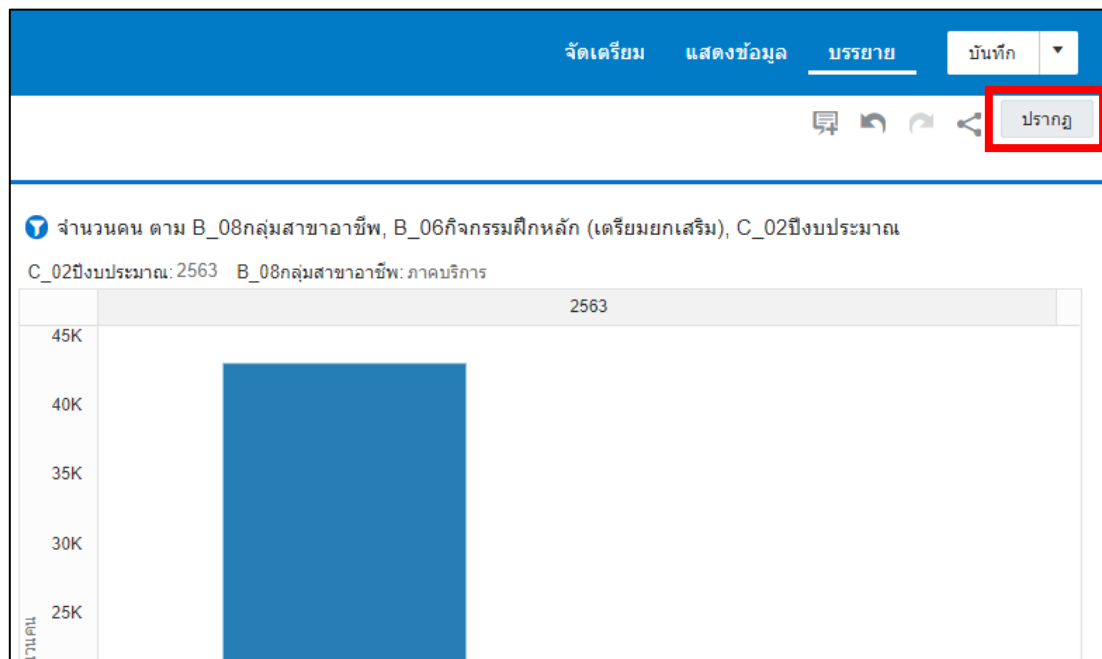 จัดเตรียม แสดงข้อมูล บรรยาย บันทึก
ปรากฏ
จำนวนคน ตาม B_08กลุ่มสาขาอาชีพ, B_06กิจกรรมฝึกหลัก (เตรียมยกเสริม), C_02ปีงบประมาณ
C_02ปีงบประมาณ: 2563 B_08กลุ่มสาขาอาชีพ: ภาคบริการ
2563
45K
40K
35K
30K
25K